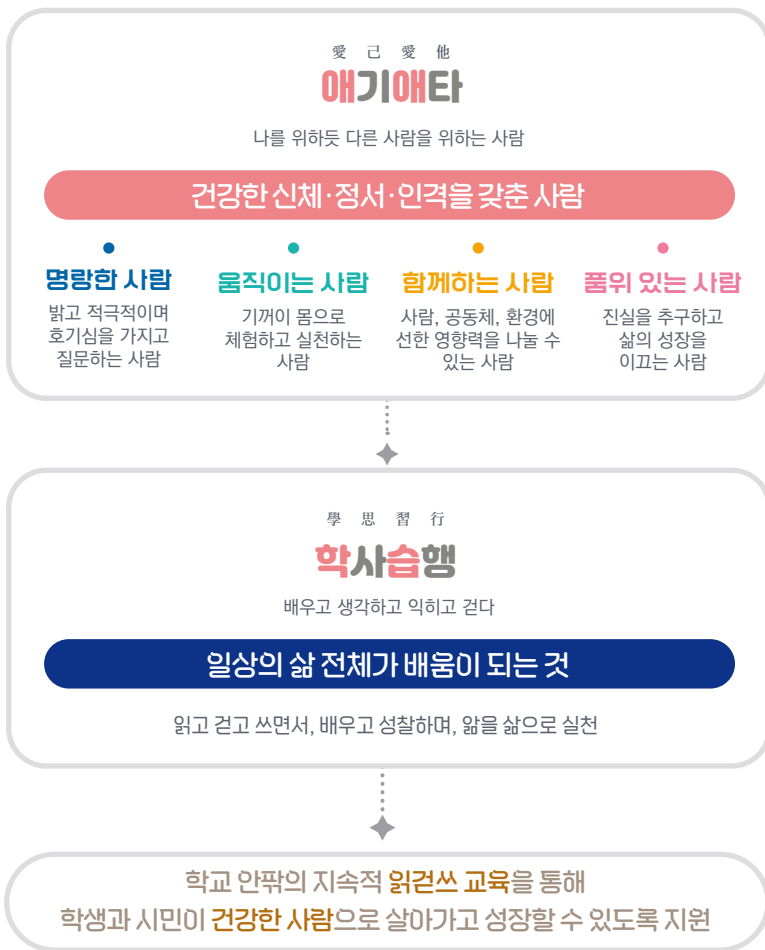 愛己愛他
애기애타
나를 위하듯 다른 사람을 위하는 사람
건강한 신체·정서·인격을 갖춘 사람
명랑한 사람
밝고 적극적이며
호기심을 가지고
질문하는 사람
움직이는 사람
기꺼이 몸으로
체험하고 실천하는
사람
함께하는 사람
사람, 공동체, 환경에
선한 영향력을 나눌 수
있는 사람
품위 있는 사람
진실을 추구하고
삶의 성장을
이끄는 사람
學思習行
학사습행
배우고 생각하고 익히고 걷다
일상의 삶 전체가 배움이 되는 것
읽고 걷고 쓰면서, 배우고 성찰하며, 앎을 삶으로 실천
학교 안팎의 지속적 읽걷쓰 교육을 통해
학생과 시민이 건강한 사람으로 살아가고 성장할 수 있도록 지원